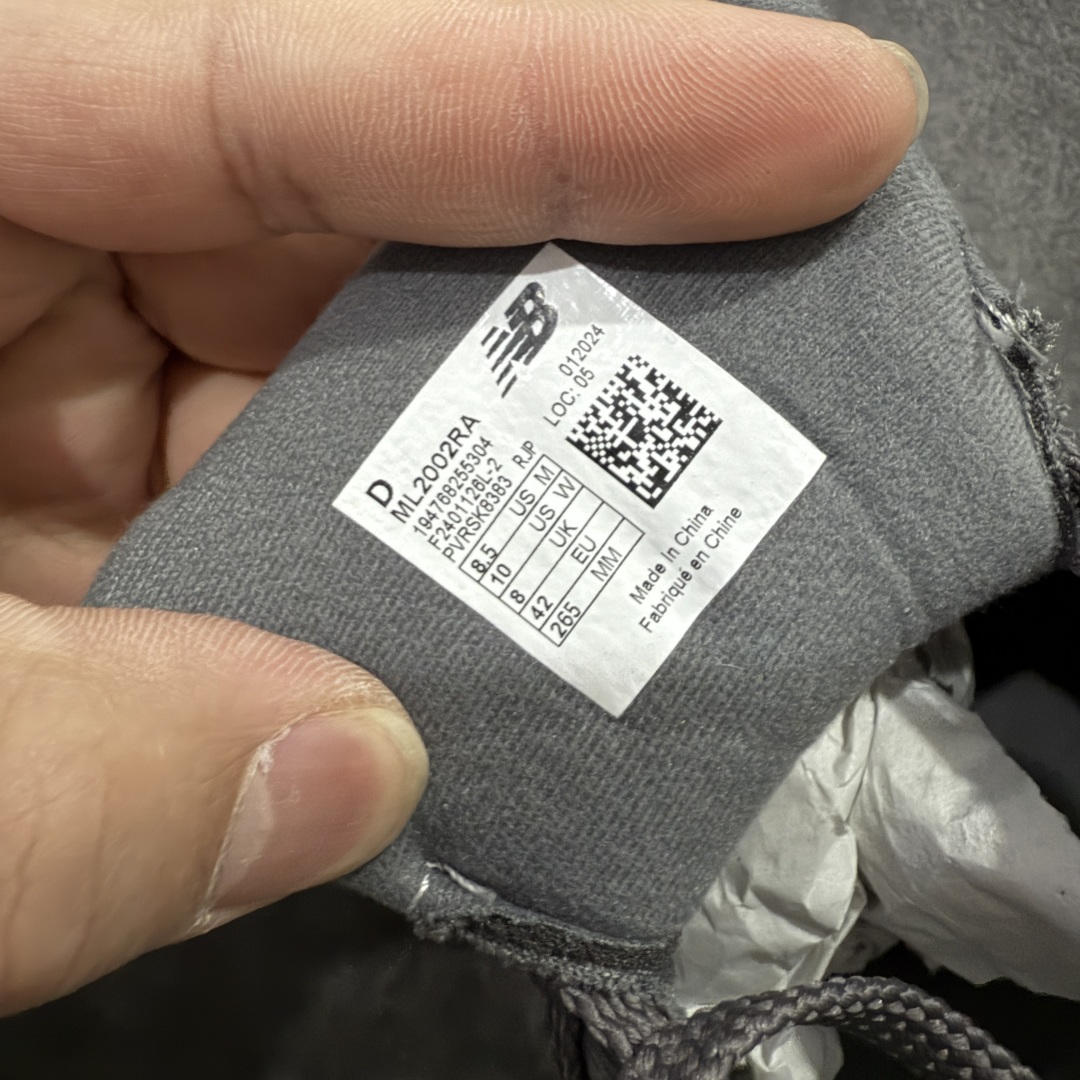 NB
012024
LOC: 05
D
ML2002RA
194768255304
F2401126L-2
PVRSK8383 RJP
8.5 US M
10 US W
8 UK
42 EU
265 MM
Made In China
Fabriqué en Chine